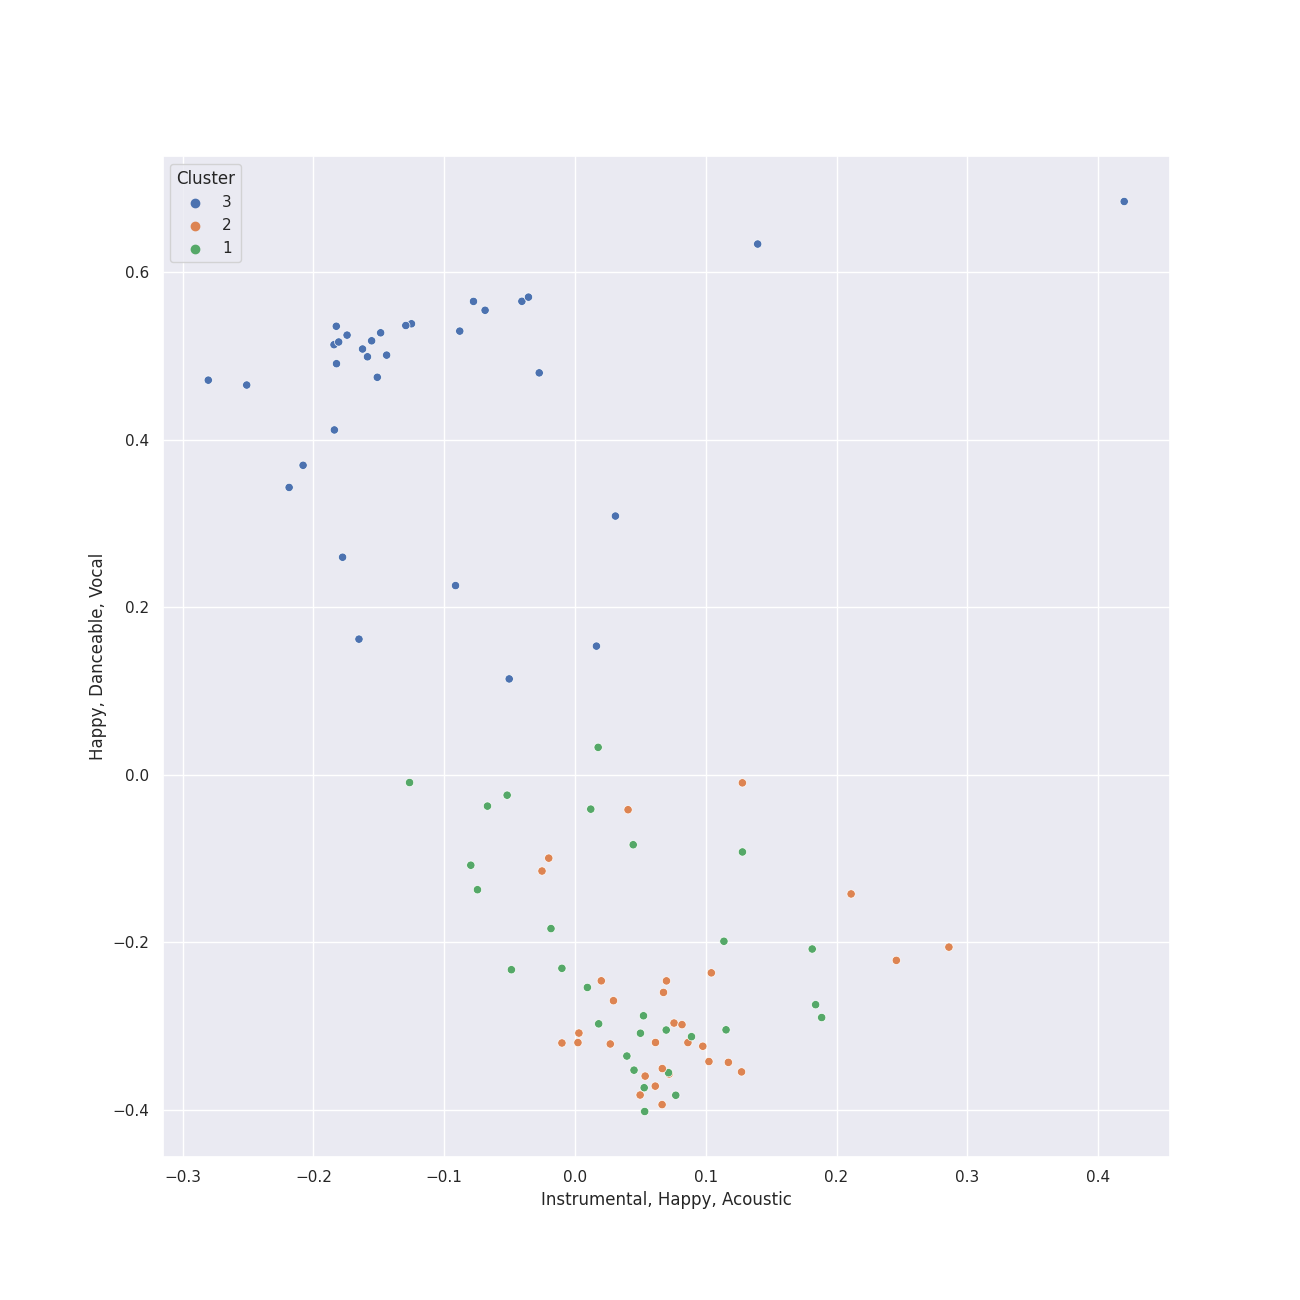 Cluster
3
2
1
0.6
0.4
0.2
0.0
−0.2
−0.4
Happy, Danceable, Vocal
−0.3 −0.2 −0.1 0.0 0.1 0.2 0.3 0.4
Instrumental, Happy, Acoustic